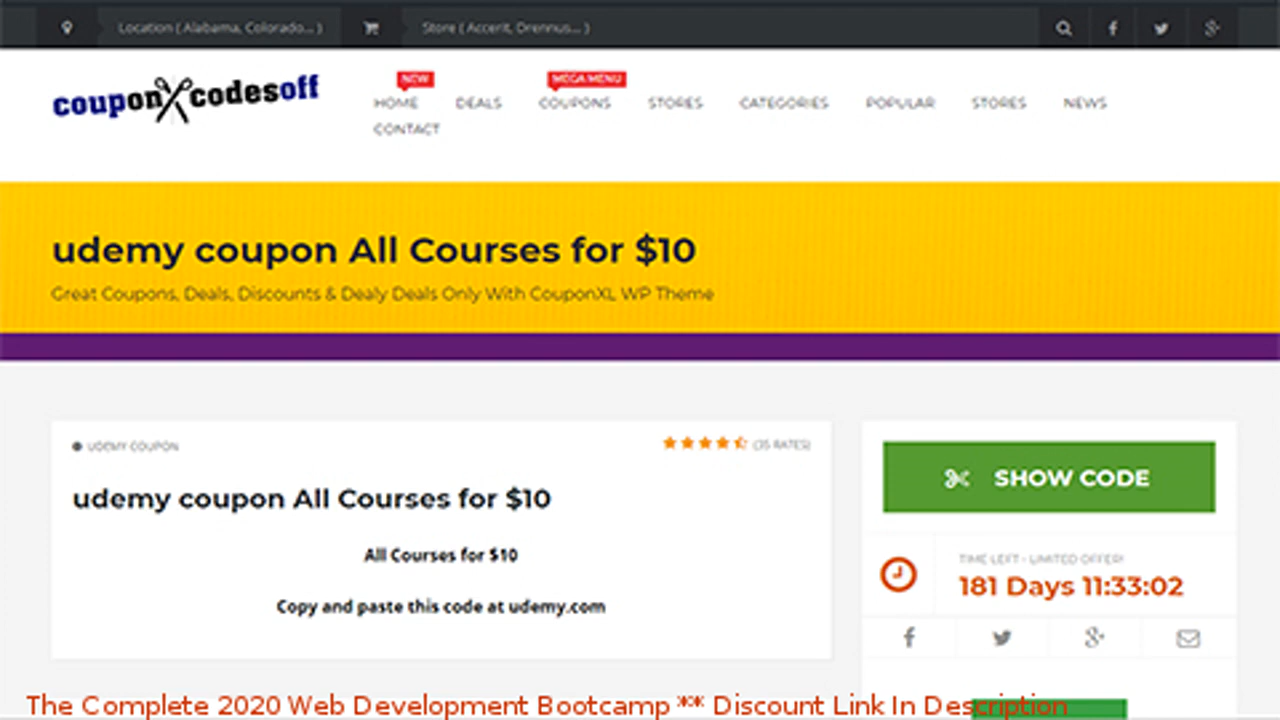 Location ( Alabama, Colorado... ) Store ( Accent, Drennus... )
couponcodesoff
NEW MEGA MENU
HOME DEALS COUPONS STORES CATEGORIES POPULAR STORES NEWS
CONTACT
udemy coupon All Courses for $10
Great Coupons, Deals, Discounts & Dealy Deals Only With CouponXL WP Theme
UDEMY COUPON (35 RATES)
SHOW CODE
udemy coupon All Courses for $10
All Courses for $10
TIME LEFT - LIMITED OFFER!
181 Days 11:33:02
Copy and paste this code at udemy.com
The Complete 2020 Web Development Bootcamp ** Discount Link In Description